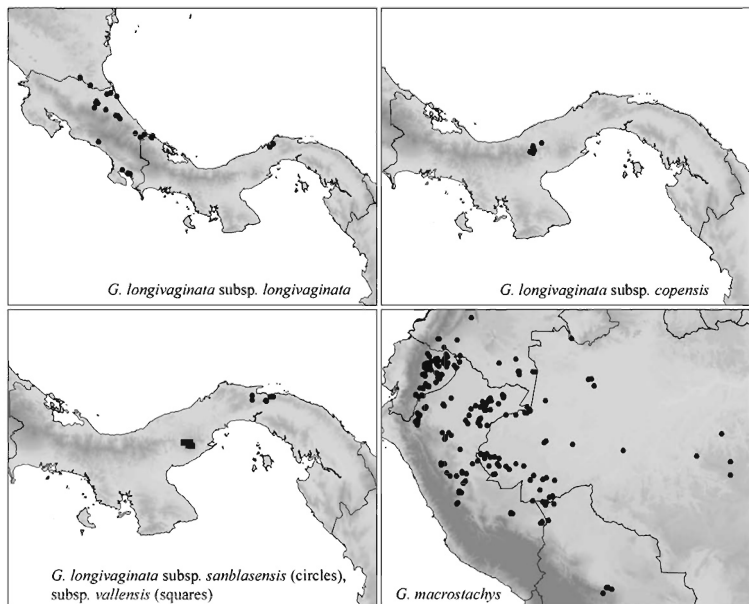 G. longivaginata subsp. longivaginata
G. longivaginata subsp. copensis
G. longivaginata subsp. sanblasensis (circles),
subsp. vallensis (squares)
G. macrostachys